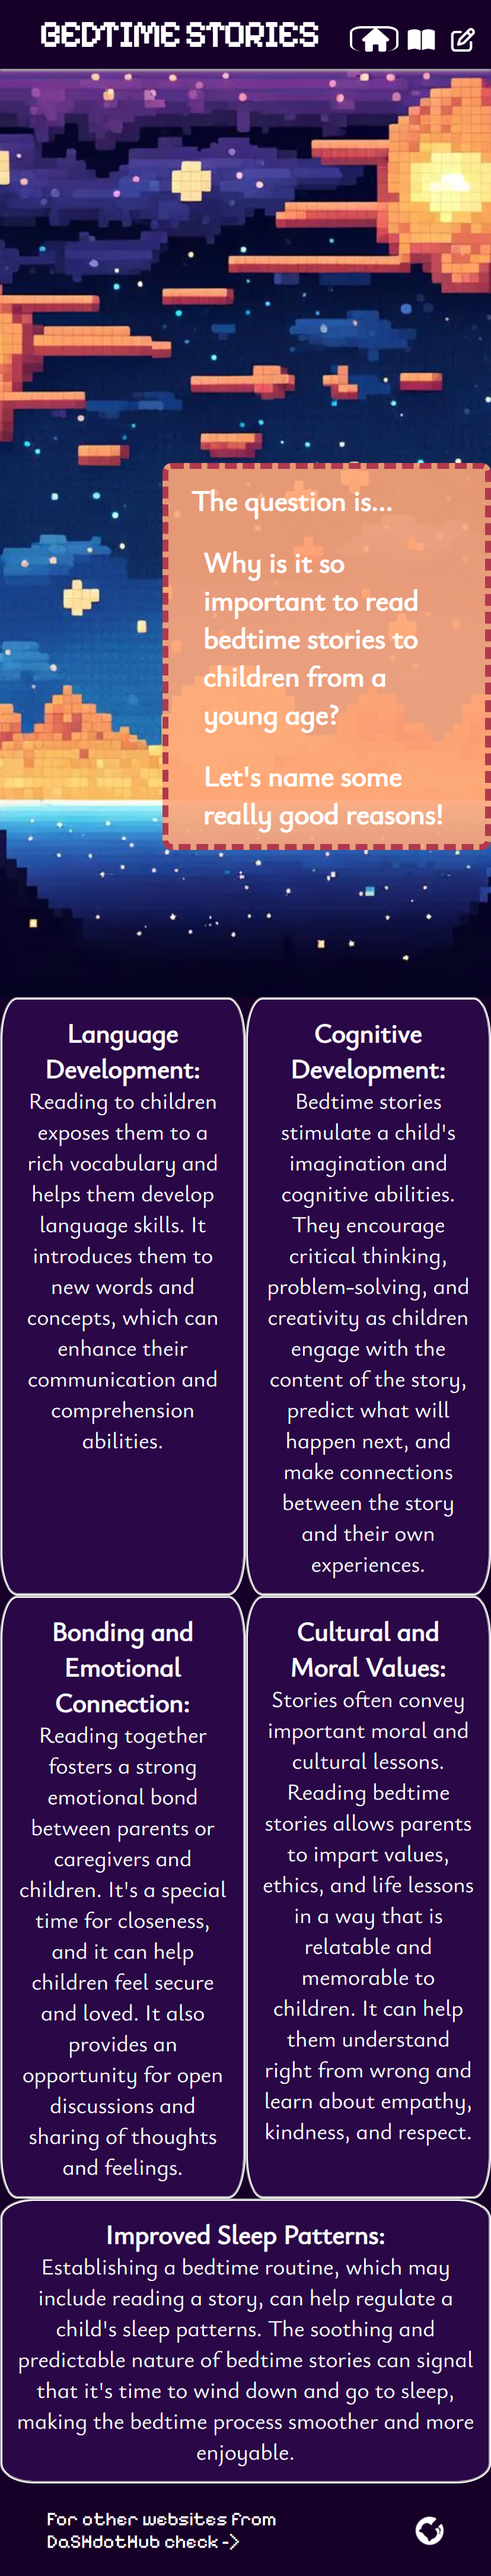 BEDTIME STORIES
The question is...
Why is it so
important to read
bedtime stories to
children from a
young age?
Let's name some
really good reasons!
Language
Development:
Reading to children
exposes them to a
rich vocabulary and
helps them develop
language skills. It
introduces them to
new words and
concepts, which can
enhance their
communication and
comprehension
abilities.
Cognitive
Development:
Bedtime stories
stimulate a child's
imagination and
cognitive abilities.
They encourage
critical thinking,
problem-solving, and
creativity as children
engage with the
content of the story,
predict what will
happen next, and
make connections
between the story
and their own
experiences.
Bonding and
Emotional
Connection:
Reading together
fosters a strong
emotional bond
between parents or
caregivers and
children. It's a special
time for closeness,
and it can help
children feel secure
and loved. It also
provides an
opportunity for open
discussions and
sharing of thoughts
and feelings.
Cultural and
Moral Values:
Stories often convey
important moral and
cultural lessons.
Reading bedtime
stories allows parents
to impart values,
ethics, and life lessons
in a way that is
relatable and
memorable to
children. It can help
them understand
right from wrong and
learn about empathy,
kindness, and respect.
Improved Sleep Patterns:
Establishing a bedtime routine, which may
include reading a story, can help regulate a
child's sleep patterns. The soothing and
predictable nature of bedtime stories can signal
that it's time to wind down and go to sleep,
making the bedtime process smoother and more
enjoyable.
For other websites from
DaSHdotHub check ->